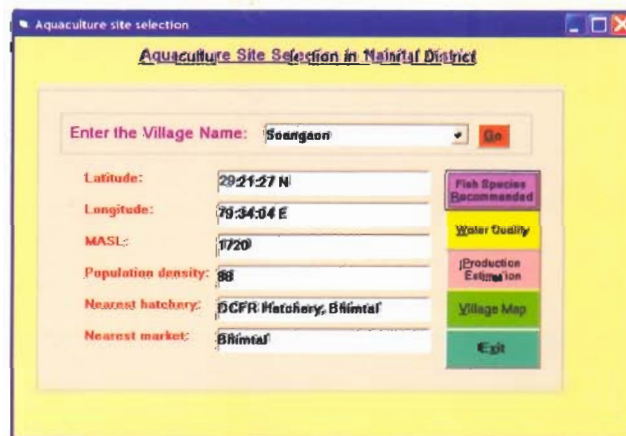 Aquaculture site selection
Aquaculture Site Selection in Nainital District
Enter the Village Name: Soangaon Go
Latitude: 29:21:27 N
Longitude: 79:34:04 E
MASL: 1720
Population density: 88
Nearest hatchery: DCFR Hatchery, Bhimtal
Nearest market: Bhimtal
Fish Species
Recommended
Water Quality
Production
Estimation
Village Map
Exit